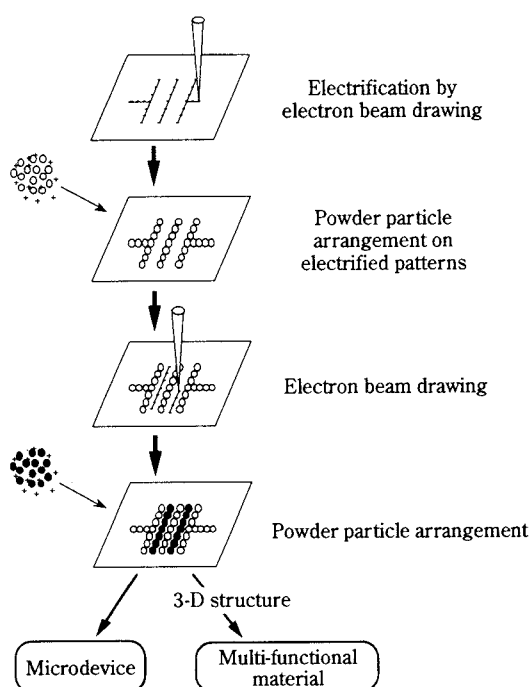 Electrification by
electron beam drawing
Powder particle
arrangement on
electrified patterns
Electron beam drawing
Powder particle arrangement
3-D structure
Microdevice
Multi-functional
material